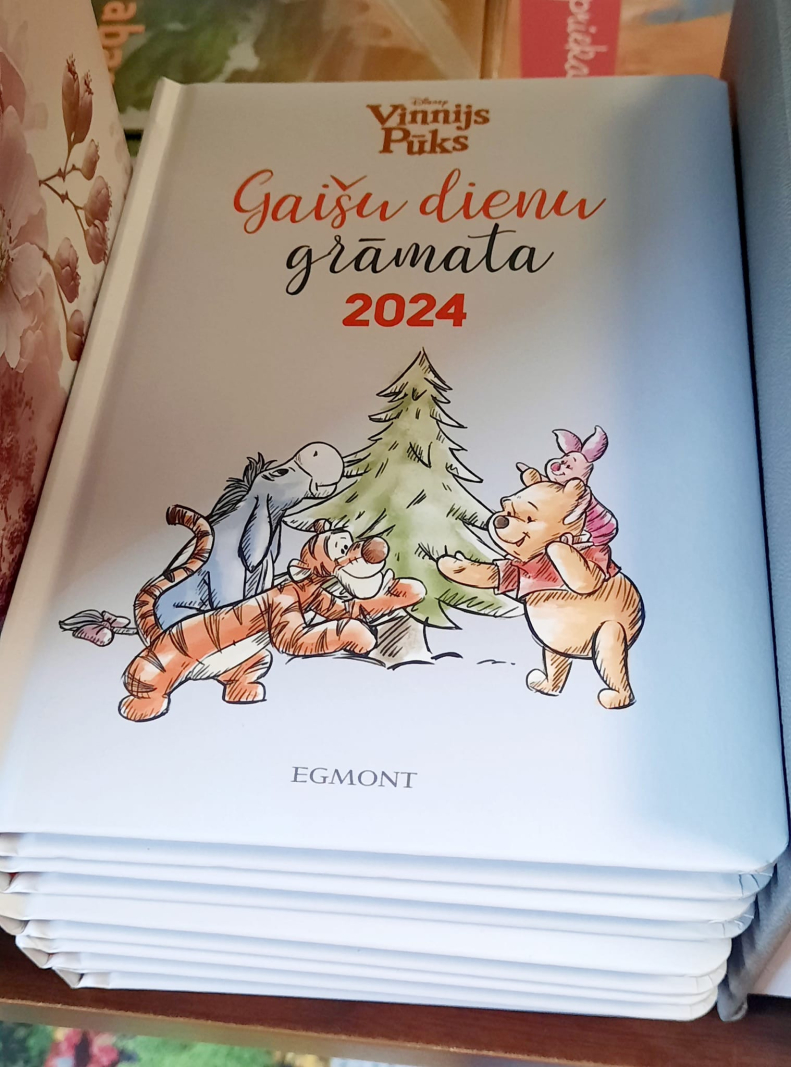 Disney
Vinnijs
Pūks
Gaišu dienu
grāmata
2024
EGMONT